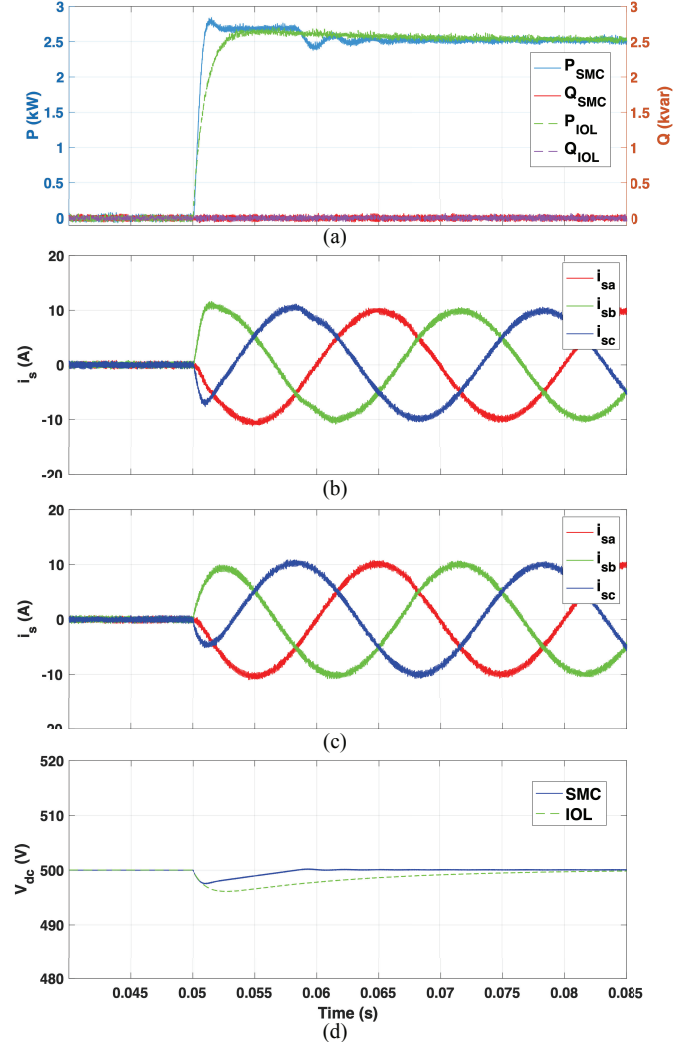 3
2.5
2
1.5
1
0.5
0
P (kW)
P_SMC
Q_SMC
P_IOL
Q_IOL
3
2.5
2
1.5
1
0.5
0
Q (kvar)
(a)
20
10
0
-10
-20
i_s (A)
i_sa
i_sb
i_sc
(b)
20
10
0
-10
-20
i_s (A)
i_sa
i_sb
i_sc
(c)
520
510
500
490
480
V_dc (V)
SMC
IOL
0.045 0.05 0.055 0.06 0.065 0.07 0.075 0.08 0.085
Time (s)
(d)